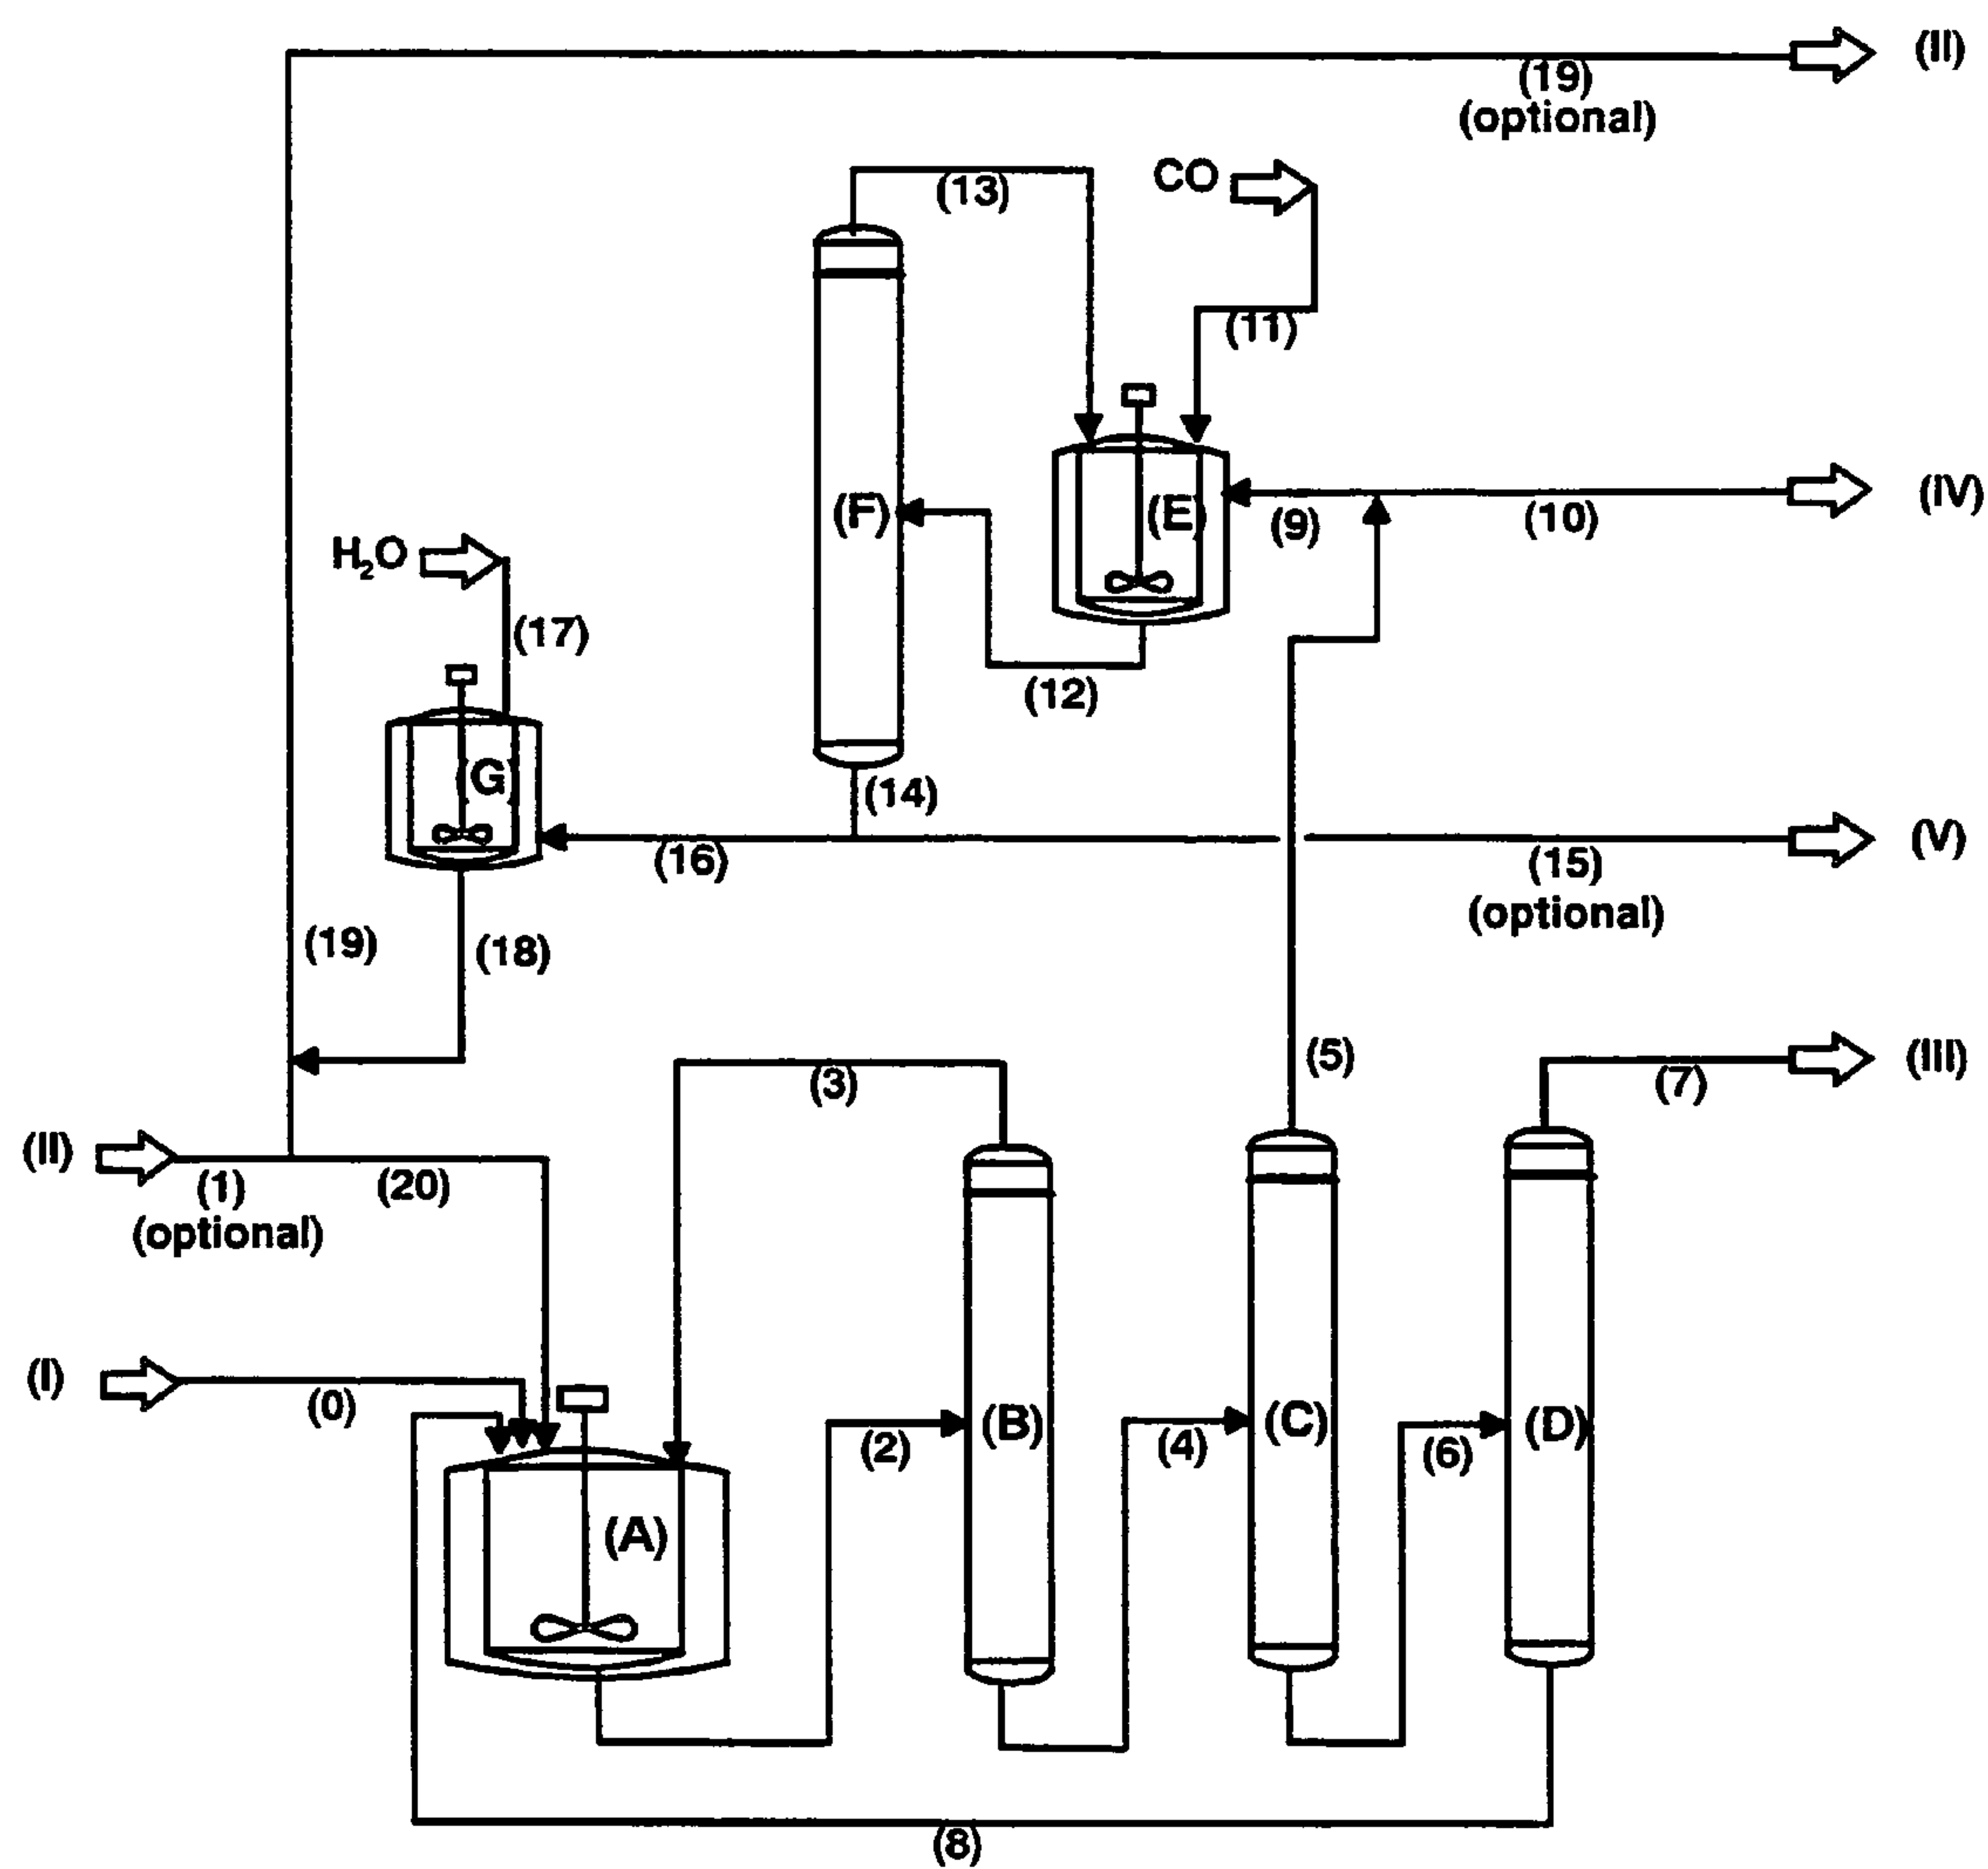 (II)
(19)
(optional)
CO
(13)
(11)
(IV)
(F)
(E)
(9)
(10)
H₂O
(17)
(12)
G
(14)
(V)
(16)
(15)
(optional)
(19)
(18)
(5)
(III)
(3)
(7)
(II)
(1)
(optional)
(20)
(I)
(0)
(B)
(C)
(D)
(2)
(4)
(6)
(A)
(8)